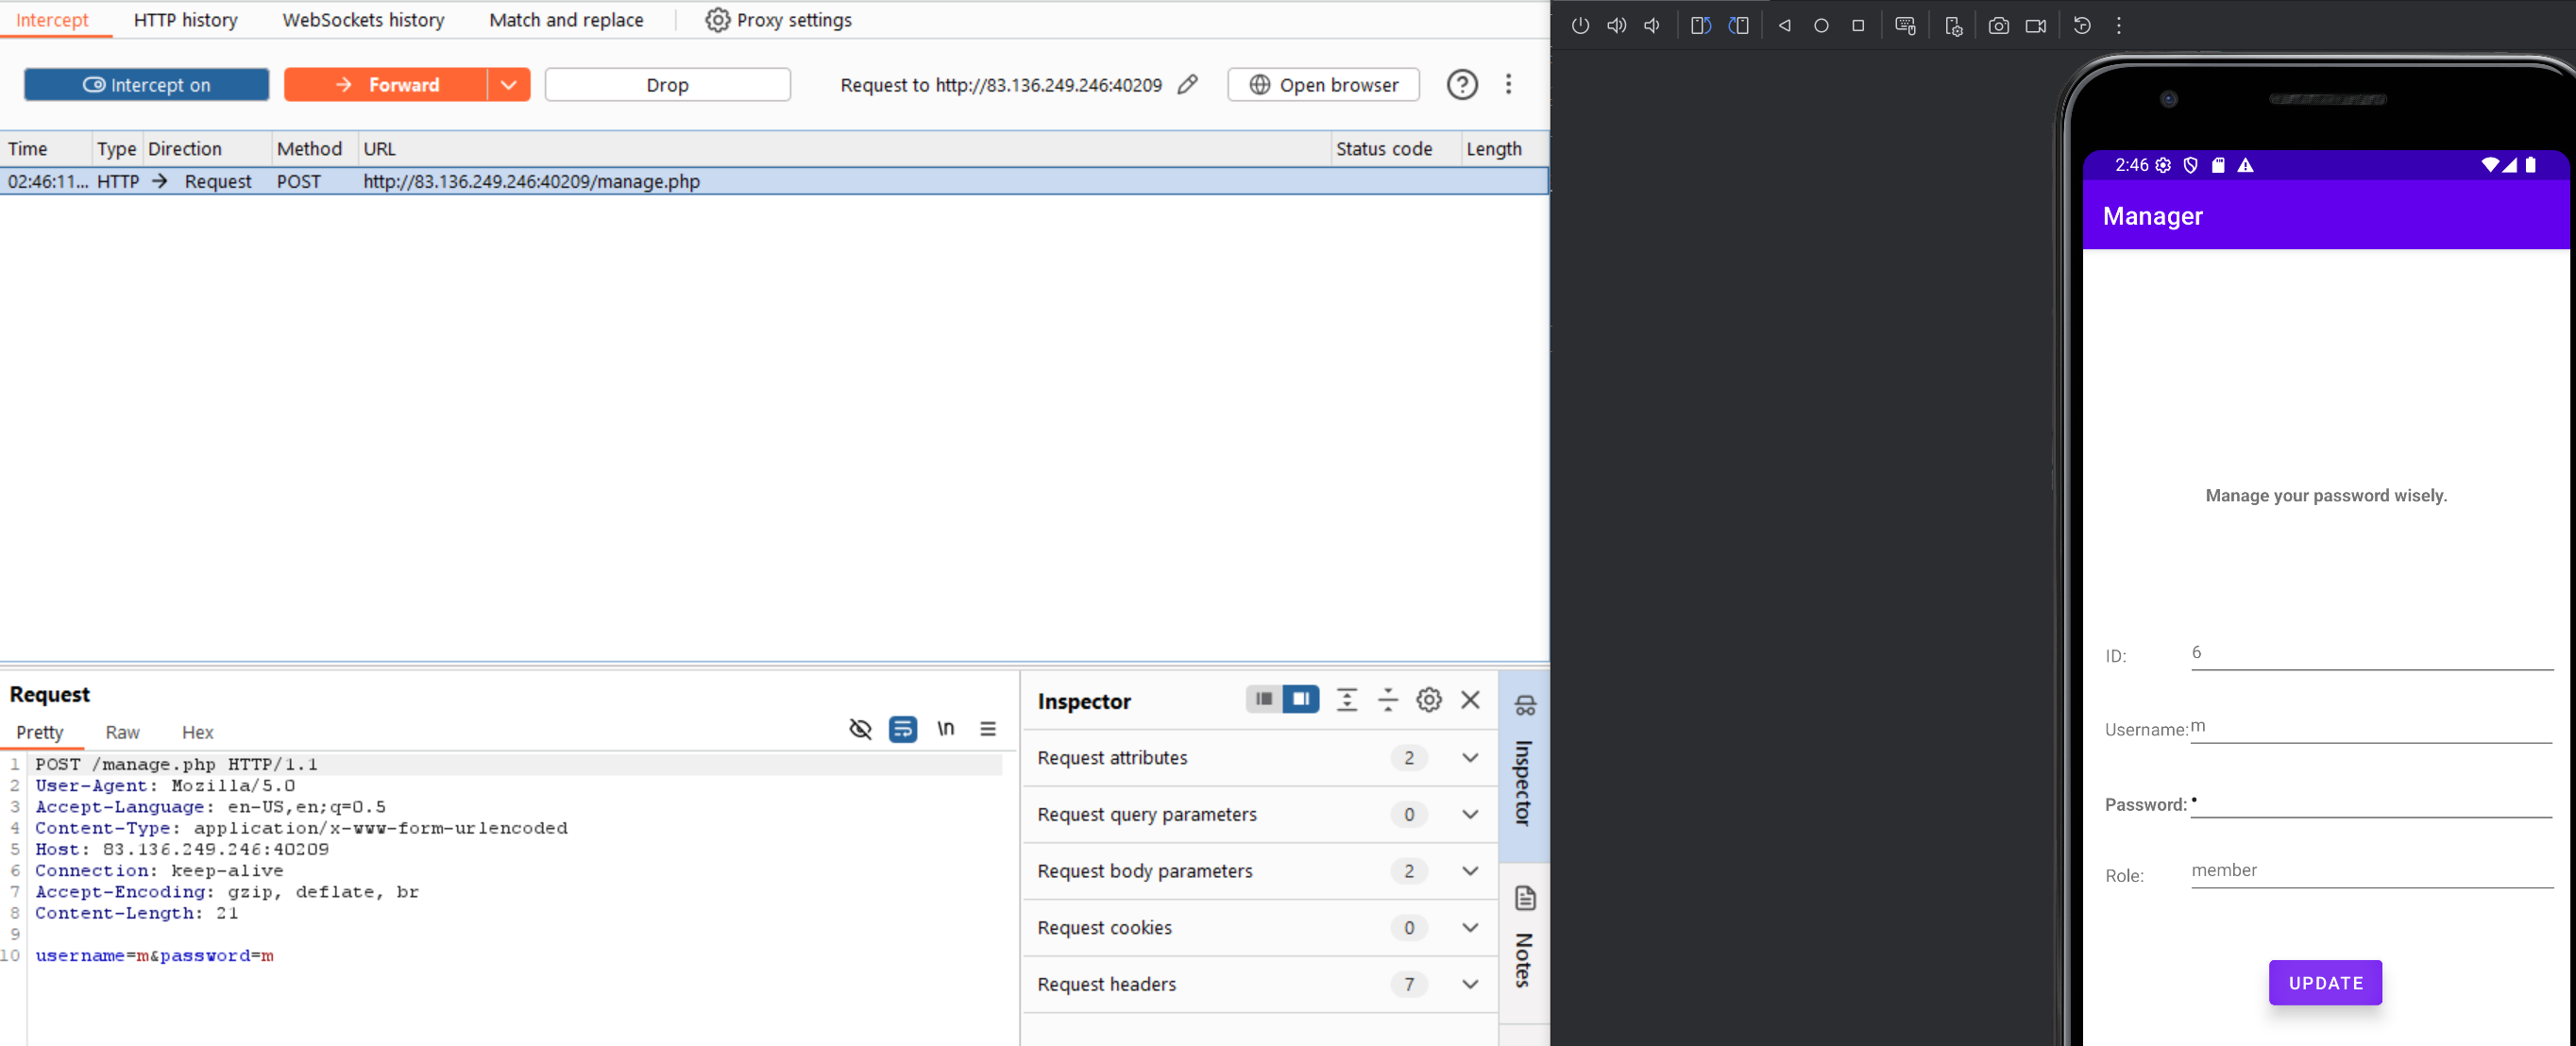 Intercept HTTP history WebSockets history Match and replace Proxy settings
Intercept on Forward Drop Request to http://83.136.249.246:40209 Open browser
Time Type Direction Method URL Status code Length
02:46:11... HTTP → Request POST http://83.136.249.246:40209/manage.php
Request
Pretty Raw Hex \n
1 POST /manage.php HTTP/1.1
2 User-Agent: Mozilla/5.0
3 Accept-Language: en-US,en;q=0.5
4 Content-Type: application/x-www-form-urlencoded
5 Host: 83.136.249.246:40209
6 Connection: keep-alive
7 Accept-Encoding: gzip, deflate, br
8 Content-Length: 21
9
10 username=m&password=m
Inspector
Request attributes 2
Request query parameters 0
Request body parameters 2
Request cookies 0
Request headers 7
Inspector
Notes
2:46
Manager
Manage your password wisely.
ID: 6
Username: m
Password: •
Role: member
UPDATE